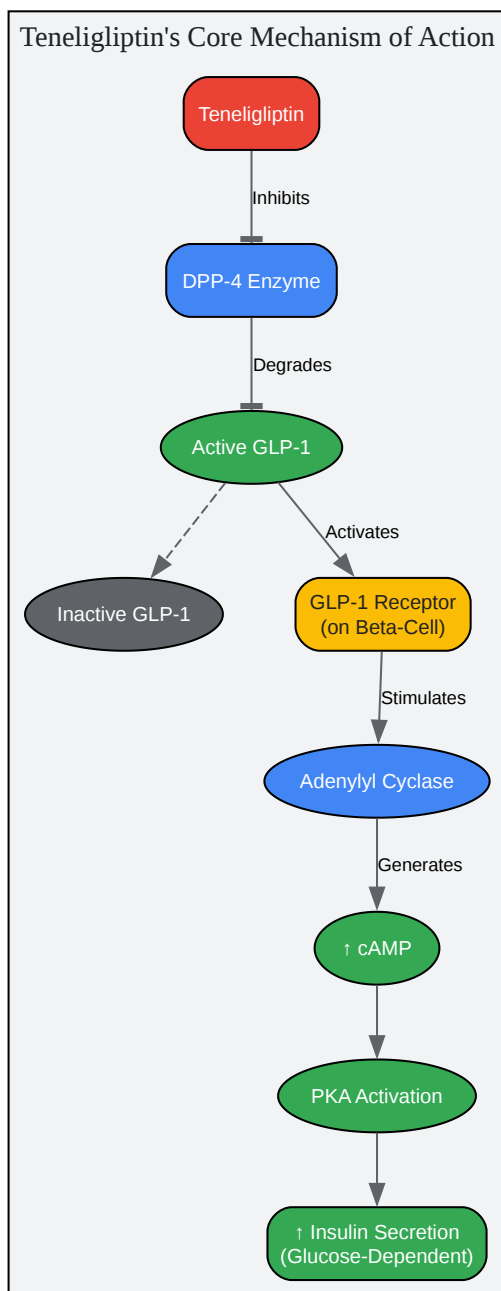 Teneligliptin's Core Mechanism of Action
Teneligliptin
Inhibits
DPP-4 Enzyme
Degrades
Active GLP-1
Activates
Inactive GLP-1
GLP-1 Receptor
(on Beta-Cell)
Stimulates
Adenylyl Cyclase
Generates
↑ cAMP
PKA Activation
↑ Insulin Secretion
(Glucose-Dependent)